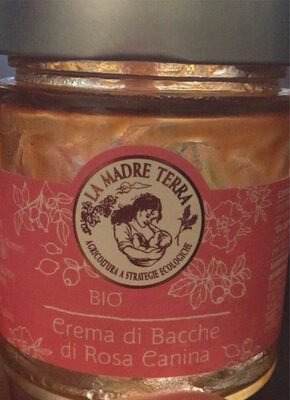 LA MADRE TERRA
AGRICOLTURA A STRATEGIE ECOLOGICHE
BIO
Crema di Bacche
di Rosa Canina